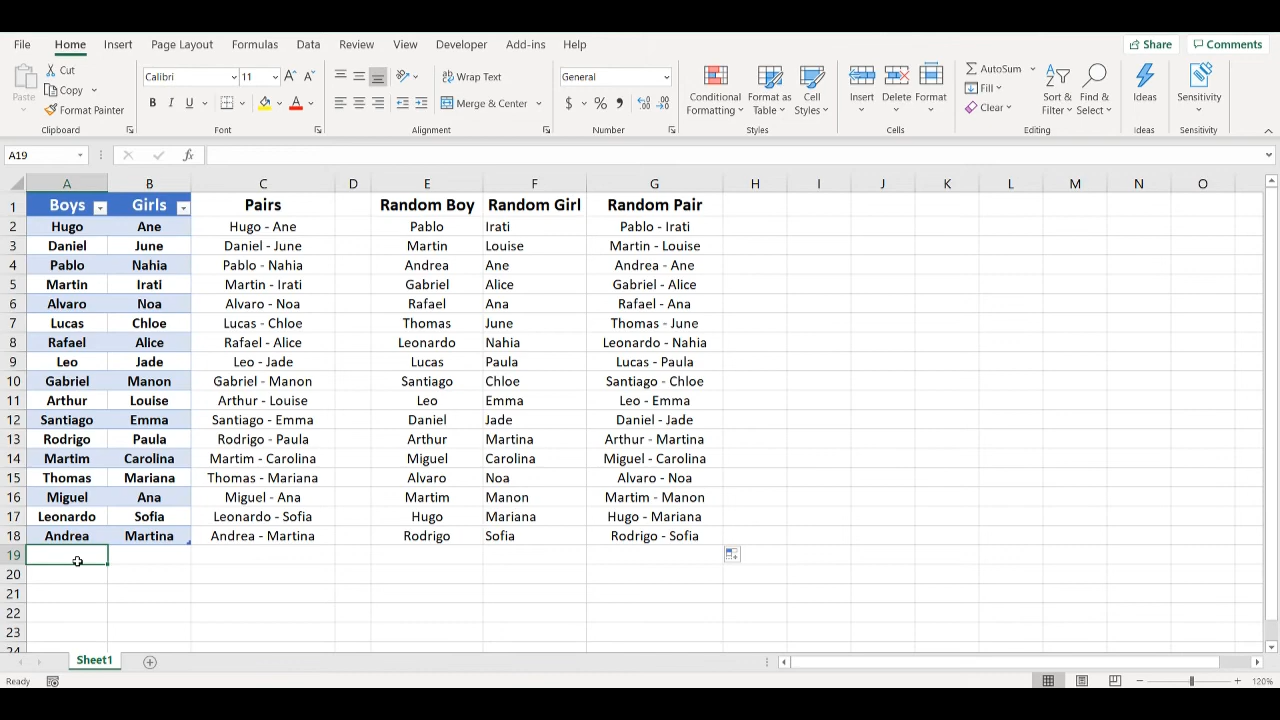 File Home Insert Page Layout Formulas Data Review View Developer Add-ins Help Share Comments
Paste Cut Copy Format Painter Clipboard
Calibri 11 A A B I U A Font
Wrap Text Merge & Center Alignment
General $ % , Number
Conditional Formatting Format as Table Cell Styles Styles
Insert Delete Format Cells
AutoSum Fill Clear Sort & Filter Find & Select Editing
Ideas Ideas
Sensitivity Sensitivity
A19 fx
A B C D E F G H I J K L M N O
1 Boys Girls Pairs Random Boy Random Girl Random Pair
2 Hugo Ane Hugo - Ane Pablo Irati Pablo - Irati
3 Daniel June Daniel - June Martin Louise Martin - Louise
4 Pablo Nahia Pablo - Nahia Andrea Ane Andrea - Ane
5 Martin Irati Martin - Irati Gabriel Alice Gabriel - Alice
6 Alvaro Noa Alvaro - Noa Rafael Ana Rafael - Ana
7 Lucas Chloe Lucas - Chloe Thomas June Thomas - June
8 Rafael Alice Rafael - Alice Leonardo Nahia Leonardo - Nahia
9 Leo Jade Leo - Jade Lucas Paula Lucas - Paula
10 Gabriel Manon Gabriel - Manon Santiago Chloe Santiago - Chloe
11 Arthur Louise Arthur - Louise Leo Emma Leo - Emma
12 Santiago Emma Santiago - Emma Daniel Jade Daniel - Jade
13 Rodrigo Paula Rodrigo - Paula Arthur Martina Arthur - Martina
14 Martim Carolina Martim - Carolina Miguel Carolina Miguel - Carolina
15 Thomas Mariana Thomas - Mariana Alvaro Noa Alvaro - Noa
16 Miguel Ana Miguel - Ana Martim Manon Martim - Manon
17 Leonardo Sofia Leonardo - Sofia Hugo Mariana Hugo - Mariana
18 Andrea Martina Andrea - Martina Rodrigo Sofia Rodrigo - Sofia
19
20
21
22
23
24
Sheet1
Ready 120%